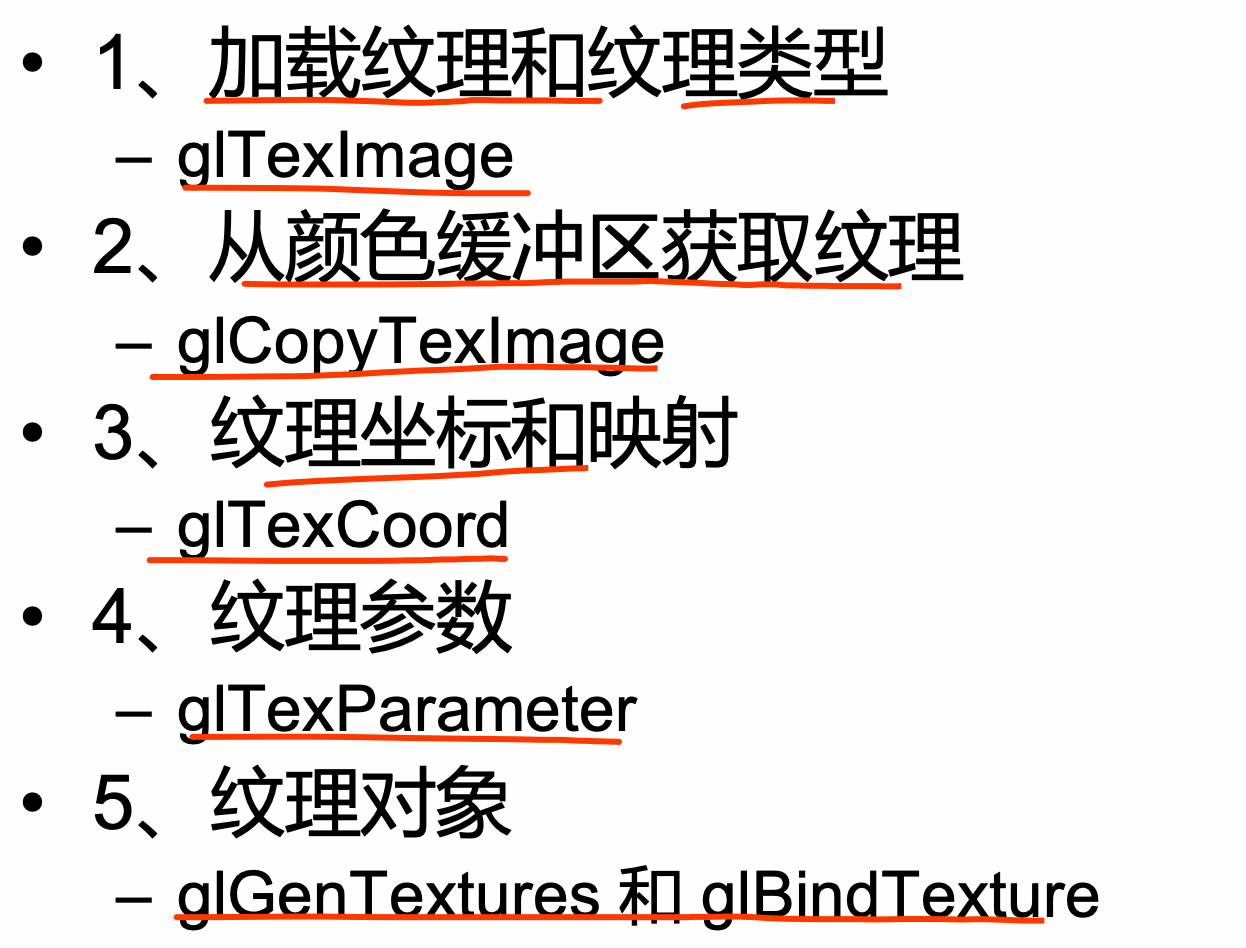 • 1、加载纹理和纹理类型
– glTexImage
• 2、从颜色缓冲区获取纹理
– glCopyTexImage
• 3、纹理坐标和映射
– glTexCoord
• 4、纹理参数
– glTexParameter
• 5、纹理对象
– glGenTextures 和 glBindTexture